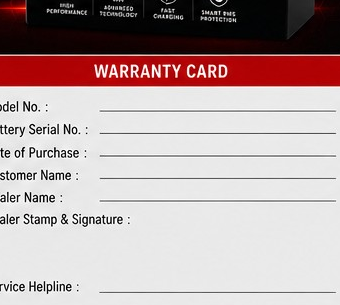 HIGH ADVANCED FAST SMART BMS
PERFORMANCE TECHNOLOGY CHARGING PROTECTION
WARRANTY CARD
odel No. :
ttery Serial No. :
te of Purchase :
stomer Name :
aler Name :
aler Stamp & Signature :
rvice Helpline :